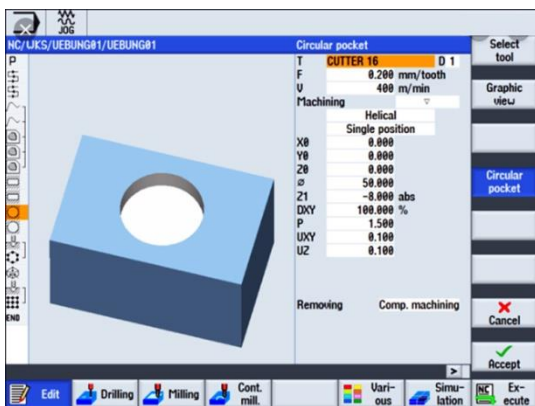 JOG
NC/WKS/UEBUNG01/UEBUNG01
Circular pocket
Select tool
T CUTTER 16 D 1
F 0.200 mm/tooth
V 400 m/min
Graphic view
Machining ▽
Helical
Single position
X0 0.000
Y0 0.000
Z0 0.000
Circular pocket
ø 50.000
Z1 -8.000 abs
DXY 100.000 %
P 1.500
UXY 0.100
UZ 0.100
Removing Comp. machining
Cancel
Accept
P
END
>
Edit
Drilling
Milling
Cont. mill.
Vari- ous
Simu- lation
NC Ex- ecute